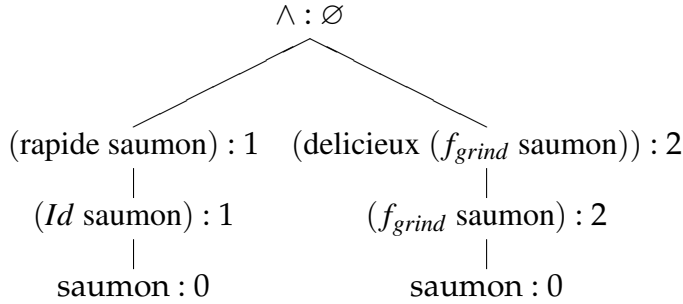 ∧ : ∅
(rapide saumon) : 1 (delicieux (f_grind saumon)) : 2
(Id saumon) : 1 (f_grind saumon) : 2
saumon : 0 saumon : 0